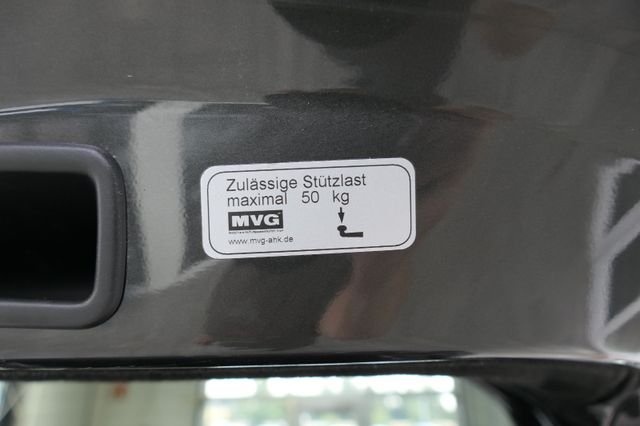 Zulässige Stützlast
maximal 50 kg
MVG
www.mvg-ahk.de